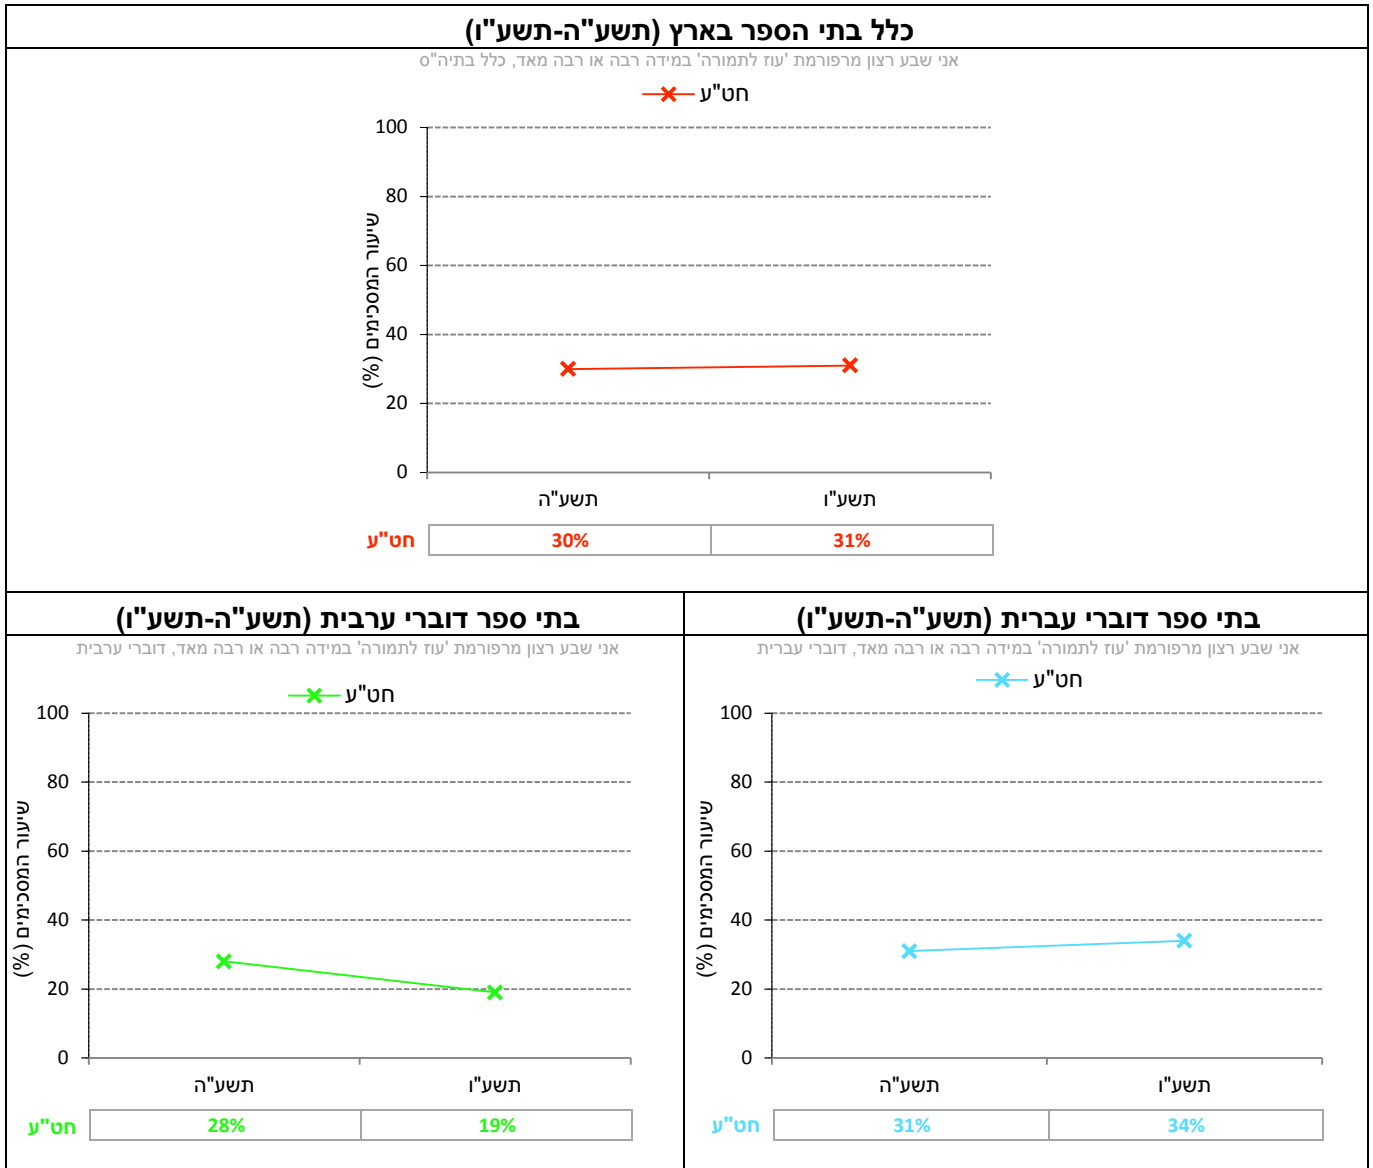 כלל בתי הספר בארץ (תשע"ה-תשע"ו)
אני שבע רצון מרפורמת 'עוז לתמורה' במידה רבה או רבה מאד, כלל בתיה"ס
חט"ע
100
80
60
40
20
0
שיעור המסכימים (%)
תשע"ה תשע"ו
חט"ע 30% 31%
בתי ספר דוברי עברית (תשע"ה-תשע"ו)
אני שבע רצון מרפורמת 'עוז לתמורה' במידה רבה או רבה מאד, דוברי עברית
חט"ע
100
80
60
40
20
0
שיעור המסכימים (%)
תשע"ה תשע"ו
חט"ע 31% 34%
בתי ספר דוברי ערבית (תשע"ה-תשע"ו)
אני שבע רצון מרפורמת 'עוז לתמורה' במידה רבה או רבה מאד, דוברי ערבית
חט"ע
100
80
60
40
20
0
שיעור המסכימים (%)
תשע"ה תשע"ו
חט"ע 28% 19%